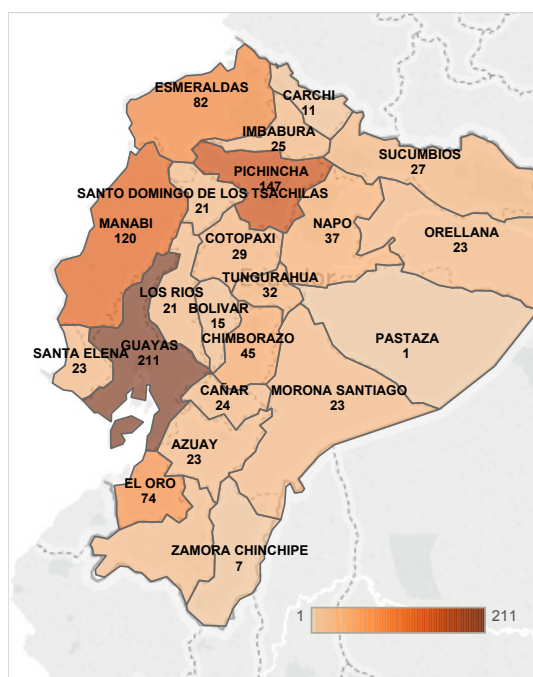 ESMERALDAS
82
CARCHI
11
IMBABURA
25
SUCUMBIOS
27
PICHINCHA
147
SANTO DOMINGO DE LOS TSACHILAS
21
MANABI
120
NAPO
37
ORELLANA
23
COTOPAXI
29
Ecuador
TUNGURAHUA
32
LOS RIOS
21
BOLIVAR
15
CHIMBORAZO
45
PASTAZA
1
SANTA ELENA
23
GUAYAS
211
CAÑAR
24
MORONA SANTIAGO
23
AZUAY
23
EL ORO
74
ZAMORA CHINCHIPE
7
1 211